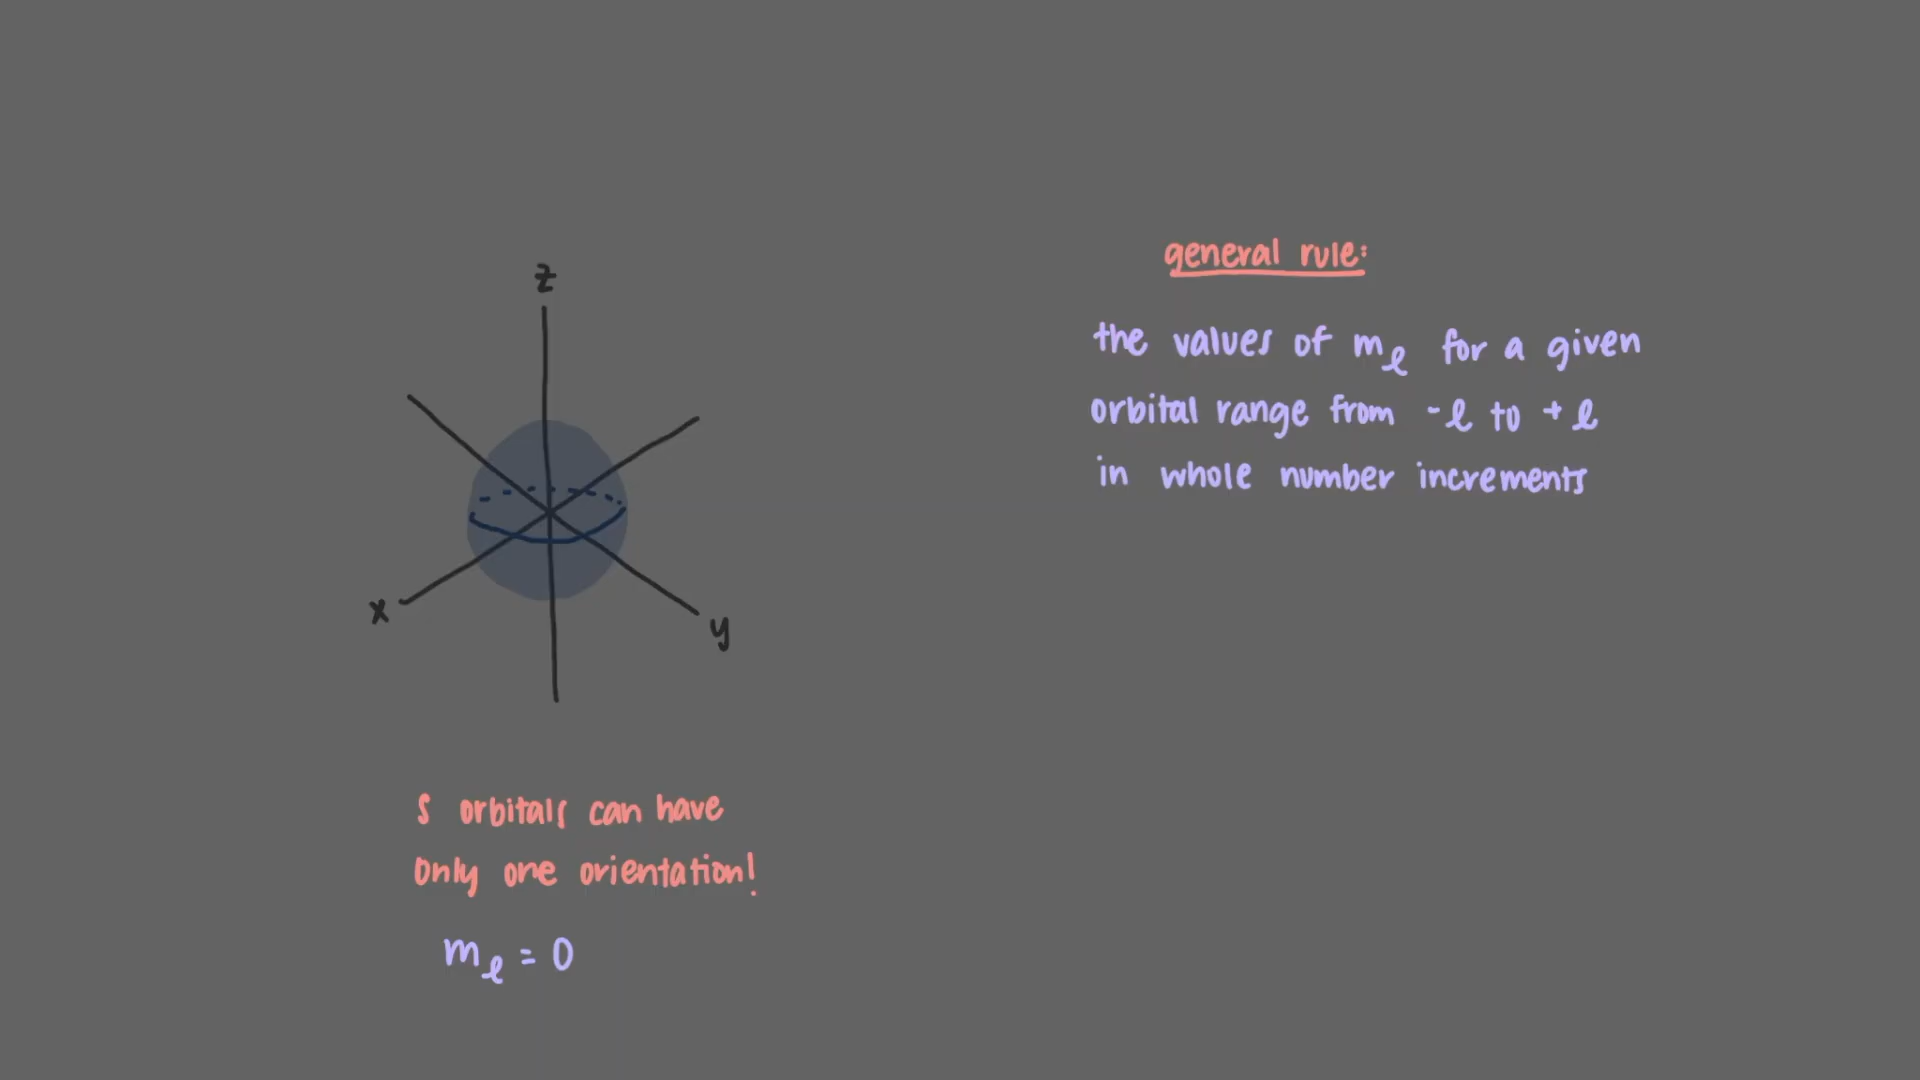 general rule:
the values of mℓ for a given
orbital range from -ℓ to +ℓ
in whole number increments
z
x
y
s orbitals can have
only one orientation!
mℓ = 0